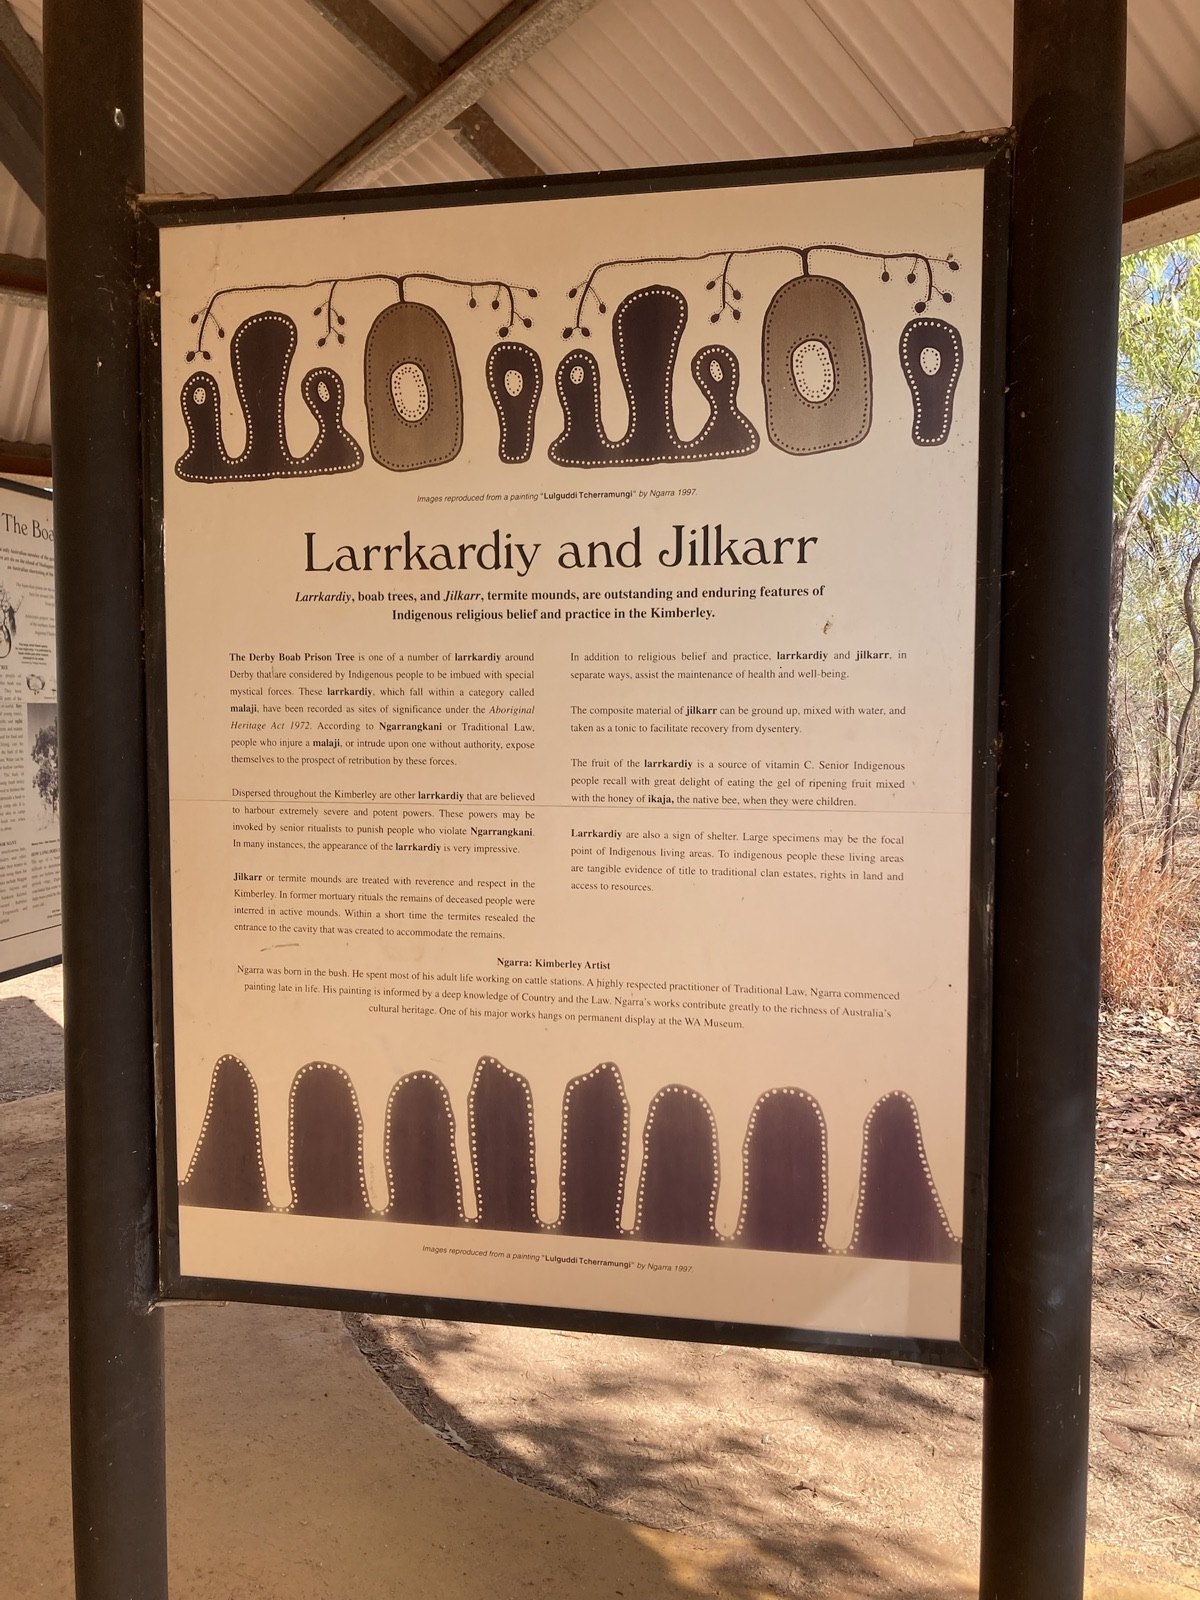 Images reproduced from a painting "Lulguddi Tcherramungi" by Ngarra 1997.
Larrkardiy and Jilkarr
Larrkardiy, boab trees, and Jilkarr, termite mounds, are outstanding and enduring features of
Indigenous religious belief and practice in the Kimberley.
The Derby Boab Prison Tree is one of a number of larrkardiy around
Derby that are considered by Indigenous people to be imbued with special
mystical forces. These larrkardiy, which fall within a category called
malaji, have been recorded as sites of significance under the Aboriginal
Heritage Act 1972. According to Ngarrangkani or Traditional Law,
people who injure a malaji, or intrude upon one without authority, expose
themselves to the prospect of retribution by these forces.
Dispersed throughout the Kimberley are other larrkardiy that are believed
to harbour extremely severe and potent powers. These powers may be
invoked by senior ritualists to punish people who violate Ngarrangkani.
In many instances, the appearance of the larrkardiy is very impressive.
Jilkarr or termite mounds are treated with reverence and respect in the
Kimberley. In former mortuary rituals the remains of deceased people were
interred in active mounds. Within a short time the termites resealed the
entrance to the cavity that was created to accommodate the remains.
In addition to religious belief and practice, larrkardiy and jilkarr, in
separate ways, assist the maintenance of health and well-being.
The composite material of jilkarr can be ground up, mixed with water, and
taken as a tonic to facilitate recovery from dysentery.
The fruit of the larrkardiy is a source of vitamin C. Senior Indigenous
people recall with great delight of eating the gel of ripening fruit mixed
with the honey of ikaja, the native bee, when they were children.
Larrkardiy are also a sign of shelter. Large specimens may be the focal
point of Indigenous living areas. To indigenous people these living areas
are tangible evidence of title to traditional clan estates, rights in land and
access to resources.
Ngarra: Kimberley Artist
Ngarra was born in the bush. He spent most of his adult life working on cattle stations. A highly respected practitioner of Traditional Law, Ngarra commenced
painting late in life. His painting is informed by a deep knowledge of Country and the Law. Ngarra's works contribute greatly to the richness of Australia's
cultural heritage. One of his major works hangs on permanent display at the WA Museum.
Images reproduced from a painting "Lulguddi Tcherramungi" by Ngarra 1997.
The Boa